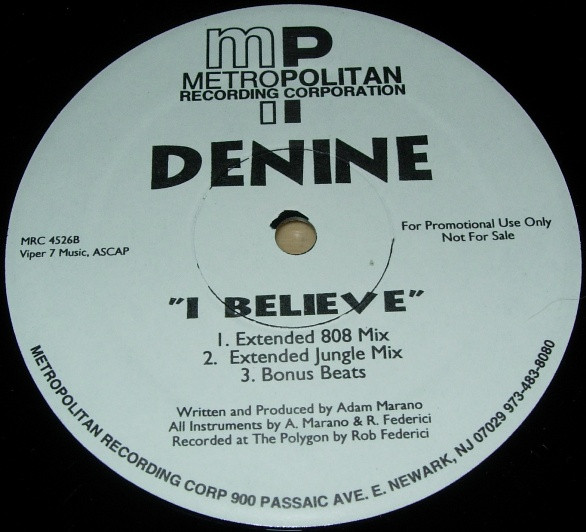 mP
METROPOLITAN
RECORDING CORPORATION
DENINE
MRC 4526B
Viper 7 Music, ASCAP
For Promotional Use Only
Not For Sale
"I BELIEVE"
1. Extended 808 Mix
2. Extended Jungle Mix
3. Bonus Beats
Written and Produced by Adam Marano
All Instruments by A. Marano & R. Federici
Recorded at The Polygon by Rob Federici
METROPOLITAN RECORDING CORP 900 PASSAIC AVE. E. NEWARK, NJ 07029 973-483-8080